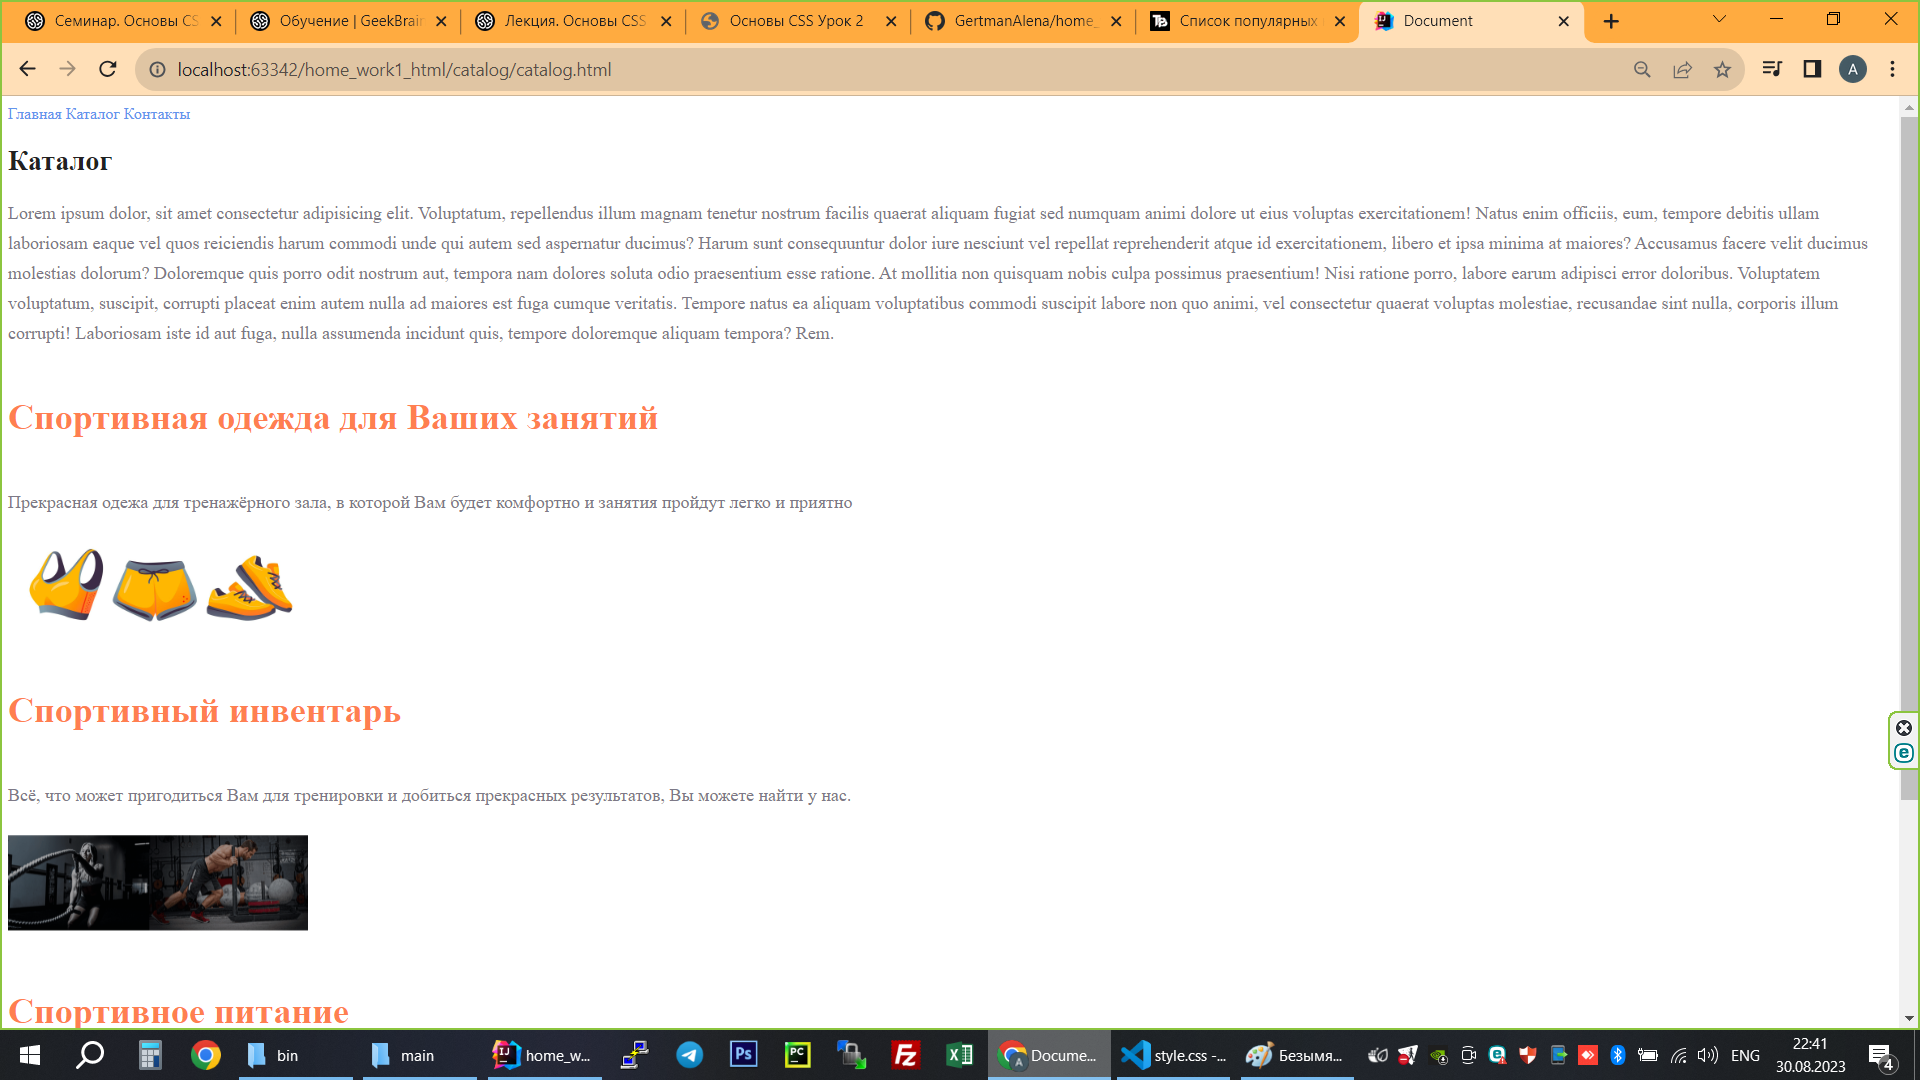 Семинар. Основы CS
Обучение | GeekBrain
Лекция. Основы CSS
Основы CSS Урок 2
GertmanAlena/home_
Список популярных
Document
localhost:63342/home_work1_html/catalog/catalog.html
A
Главная Каталог Контакты
Каталог
Lorem ipsum dolor, sit amet consectetur adipisicing elit. Voluptatum, repellendus illum magnam tenetur nostrum facilis quaerat aliquam fugiat sed numquam animi dolore ut eius voluptas exercitationem! Natus enim officiis, eum, tempore debitis ullam
laboriosam eaque vel quos reiciendis harum commodi unde qui autem sed aspernatur ducimus? Harum sunt consequuntur dolor iure nesciunt vel repellat reprehenderit atque id exercitationem, libero et ipsa minima at maiores? Accusamus facere velit ducimus
molestias dolorum? Doloremque quis porro odit nostrum aut, tempora nam dolores soluta odio praesentium esse ratione. At mollitia non quisquam nobis culpa possimus praesentium! Nisi ratione porro, labore earum adipisci error doloribus. Voluptatem
voluptatum, suscipit, corrupti placeat enim autem nulla ad maiores est fuga cumque veritatis. Tempore natus ea aliquam voluptatibus commodi suscipit labore non quo animi, vel consectetur quaerat voluptas molestiae, recusandae sint nulla, corporis illum
corrupti! Laboriosam iste id aut fuga, nulla assumenda incidunt quis, tempore doloremque aliquam tempora? Rem.
Спортивная одежда для Ваших занятий
Прекрасная одежа для тренажёрного зала, в которой Вам будет комфортно и занятия пройдут легко и приятно
Спортивный инвентарь
Всё, что может пригодиться Вам для тренировки и добиться прекрасных результатов, Вы можете найти у нас.
Спортивное питание
bin
main
home_w...
Docume...
style.css -...
Безымя...
ENG
22:41
30.08.2023
4